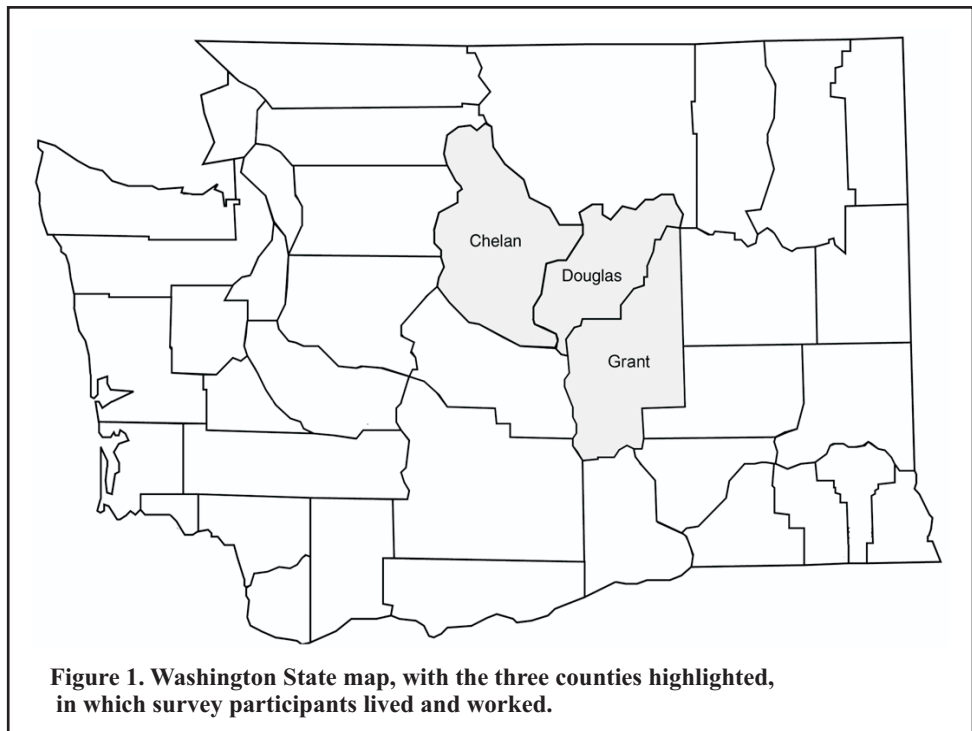 Chelan
Douglas
Grant
Figure 1. Washington State map, with the three counties highlighted,
in which survey participants lived and worked.